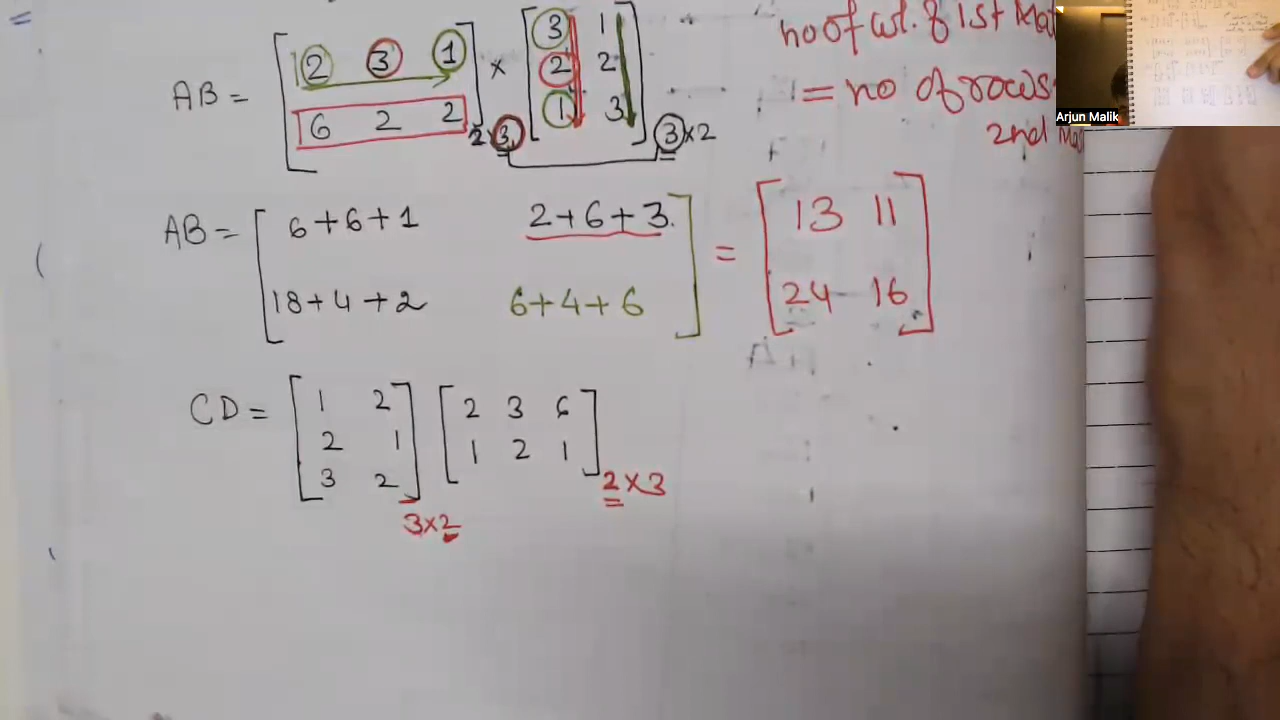 no of col. of 1st
AB = [ 2 3 1 × [ 3 1
2 2
6 2 2 ] 2×3 1 3 ] 3×2
= no of rows
2nd
Arjun Malik
AB = [ 6+6+1 2+6+3 ] = [ 13 11
18+4+2 6+4+6 ] 24 16 ]
CD = [ 1 2 ] [ 2 3 6 ]
2 1 1 2 1
3 2 2×3
3×2